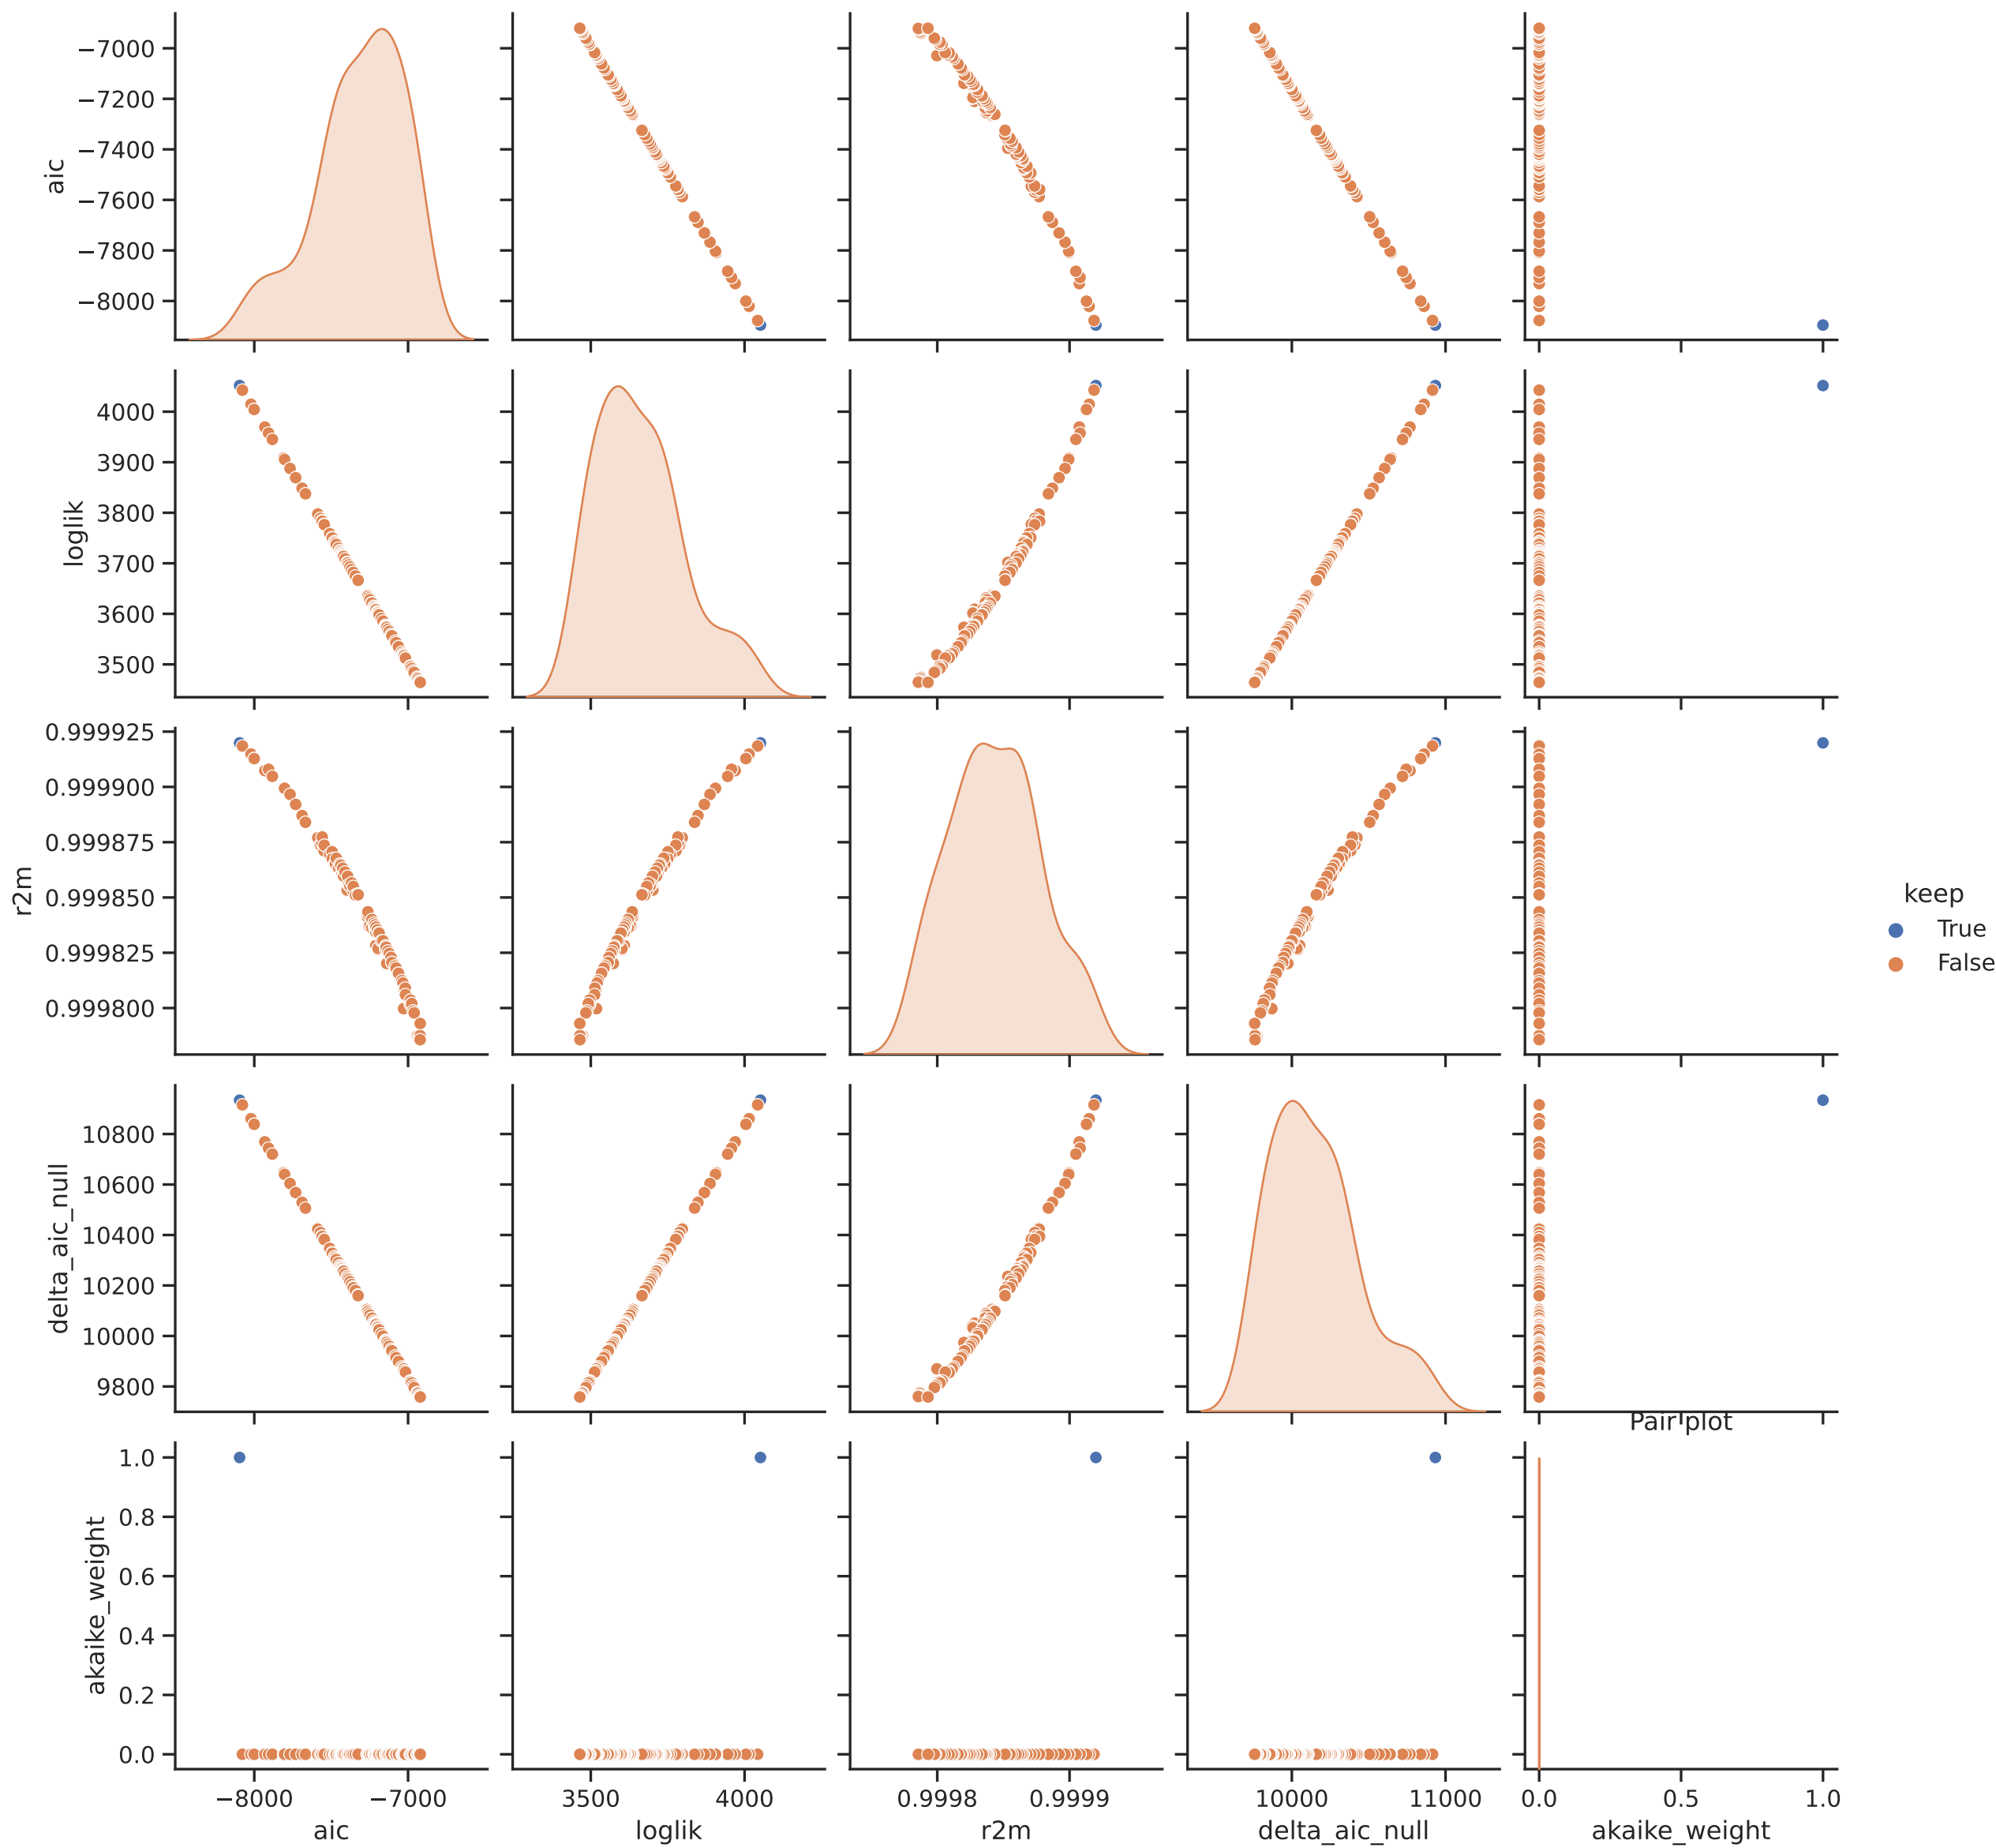 aic
−7000
−7200
−7400
−7600
−7800
−8000
loglik
4000
3900
3800
3700
3600
3500
r2m
0.999925
0.999900
0.999875
0.999850
0.999825
0.999800
keep
True
False
delta_aic_null
10800
10600
10400
10200
10000
9800
Pair plot
akaike_weight
1.0
0.8
0.6
0.4
0.2
0.0
−8000 −7000 3500 4000 0.9998 0.9999 10000 11000 0.0 0.5 1.0
aic loglik r2m delta_aic_null akaike_weight